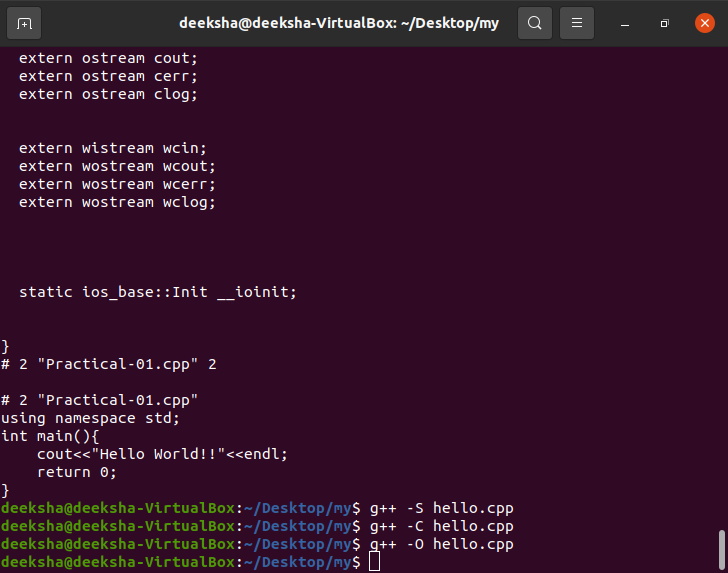 deeksha@deeksha-VirtualBox: ~/Desktop/my
  extern ostream cout;
  extern ostream cerr;
  extern ostream clog;
  extern wistream wcin;
  extern wostream wcout;
  extern wostream wcerr;
  extern wostream wclog;
  static ios_base::Init __ioinit;
}
# 2 "Practical-01.cpp" 2
# 2 "Practical-01.cpp"
using namespace std;
int main(){
    cout<<"Hello World!!"<<endl;
    return 0;
}
deeksha@deeksha-VirtualBox:~/Desktop/my$ g++ -S hello.cpp
deeksha@deeksha-VirtualBox:~/Desktop/my$ g++ -C hello.cpp
deeksha@deeksha-VirtualBox:~/Desktop/my$ g++ -O hello.cpp
deeksha@deeksha-VirtualBox:~/Desktop/my$